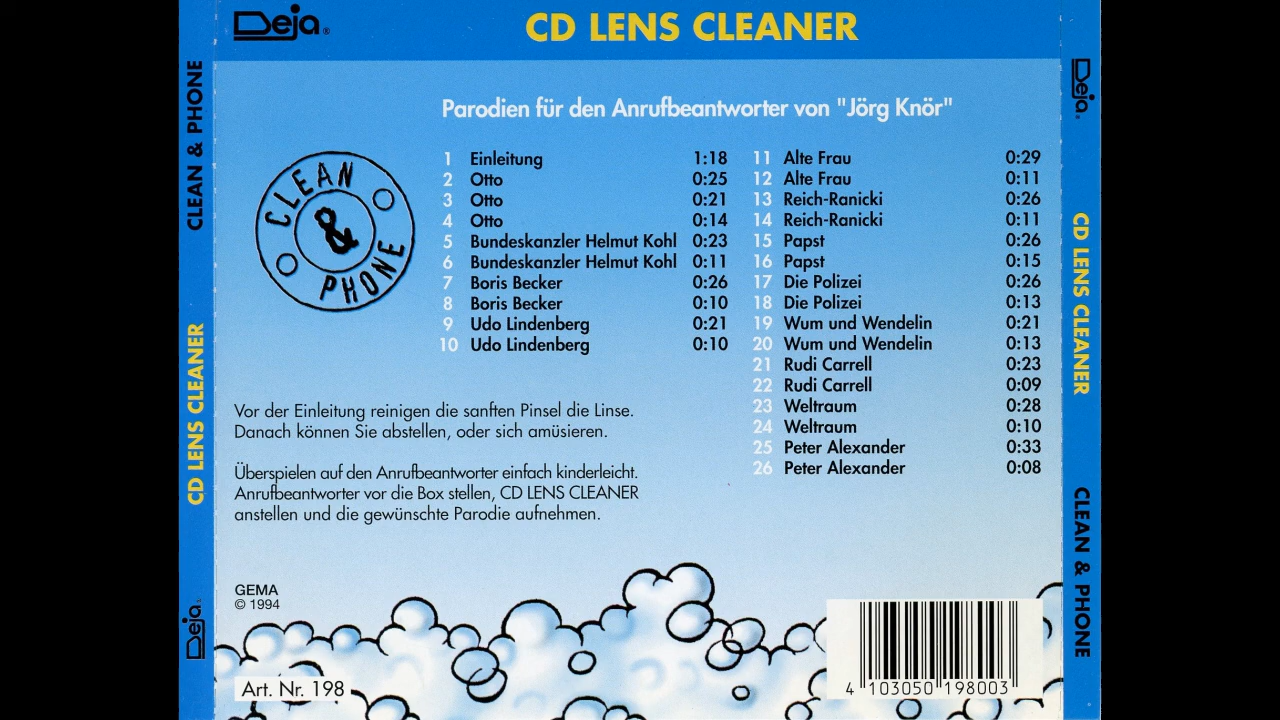 Deja®
CD LENS CLEANER
Parodien für den Anrufbeantworter von "Jörg Knör"
CLEAN
&
PHONE
1 Einleitung 1:18
2 Otto 0:25
3 Otto 0:21
4 Otto 0:14
5 Bundeskanzler Helmut Kohl 0:23
6 Bundeskanzler Helmut Kohl 0:11
7 Boris Becker 0:26
8 Boris Becker 0:10
9 Udo Lindenberg 0:21
10 Udo Lindenberg 0:10
11 Alte Frau 0:29
12 Alte Frau 0:11
13 Reich-Ranicki 0:26
14 Reich-Ranicki 0:11
15 Papst 0:26
16 Papst 0:15
17 Die Polizei 0:26
18 Die Polizei 0:13
19 Wum und Wendelin 0:21
20 Wum und Wendelin 0:13
21 Rudi Carrell 0:23
22 Rudi Carrell 0:09
23 Weltraum 0:28
24 Weltraum 0:10
25 Peter Alexander 0:33
26 Peter Alexander 0:08
Vor der Einleitung reinigen die sanften Pinsel die Linse.
Danach können Sie abstellen, oder sich amüsieren.
Überspielen auf den Anrufbeantworter einfach kinderleicht.
Anrufbeantworter vor die Box stellen, CD LENS CLEANER
anstellen und die gewünschte Parodie aufnehmen.
GEMA
© 1994
Art. Nr. 198
4 103050 198003
Deja® CD LENS CLEANER CLEAN & PHONE
Deja® CD LENS CLEANER CLEAN & PHONE